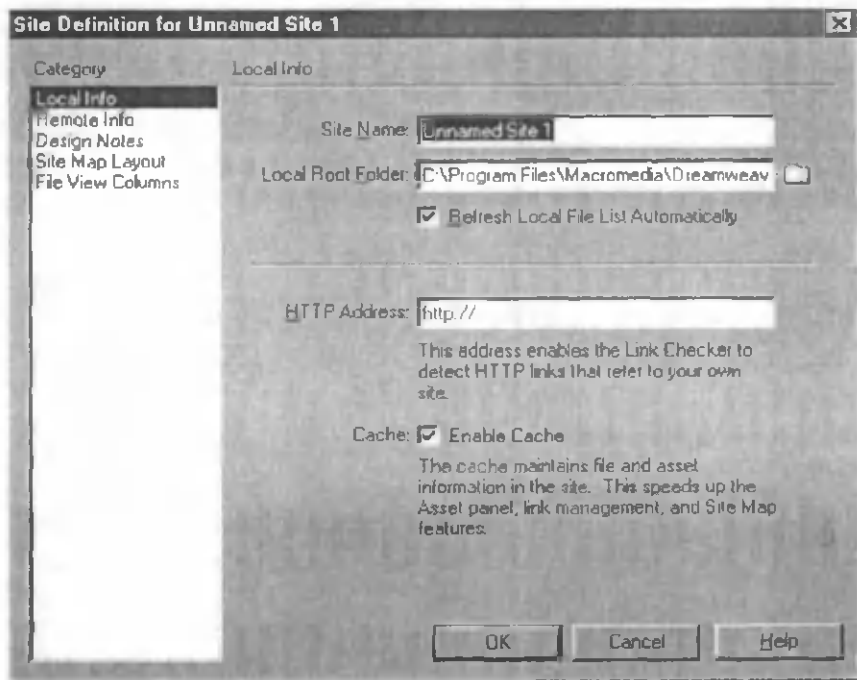 Site Definition for Unnamed Site 1
Category
Local Info
Remote Info
Design Notes
Site Map Layout
File View Columns
Local Info
Site Name: Unnamed Site 1
Local Root Folder: C:\Program Files\Macromedia\Dreamweav
Refresh Local File List Automatically
HTTP Address: http://
This address enables the Link Checker to
detect HTTP links that refer to your own
site.
Cache: Enable Cache
The cache maintains file and asset
information in the site. This speeds up the
Asset panel, link management, and Site Map
features.
OK Cancel Help